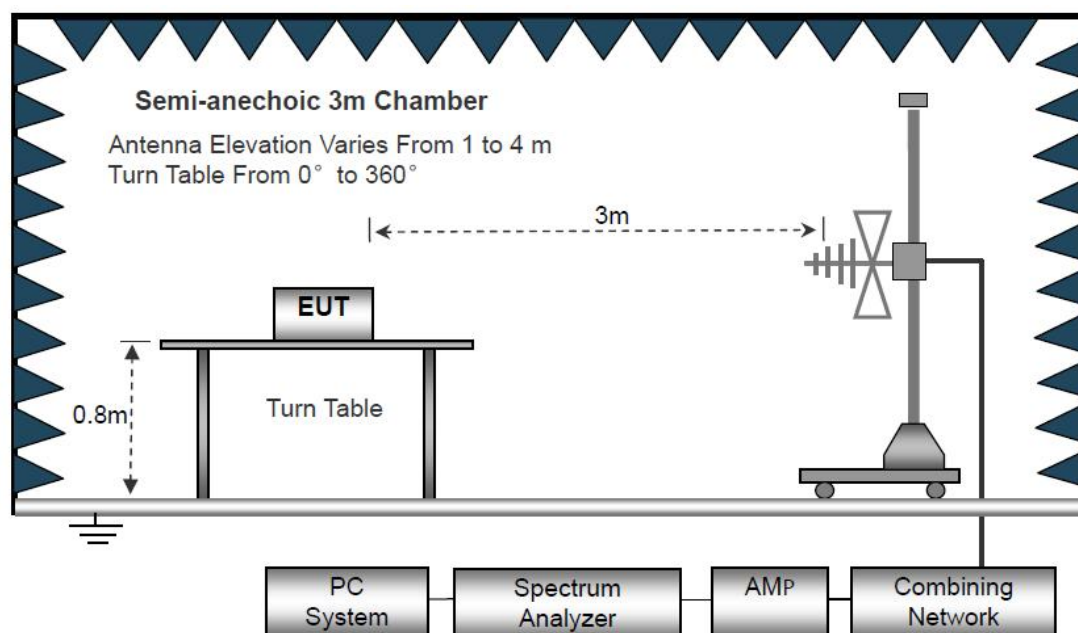 Semi-anechoic 3m Chamber
Antenna Elevation Varies From 1 to 4 m
Turn Table From 0° to 360°
3m
EUT
0.8m
Turn Table
PC
System
Spectrum
Analyzer
AMP
Combining
Network